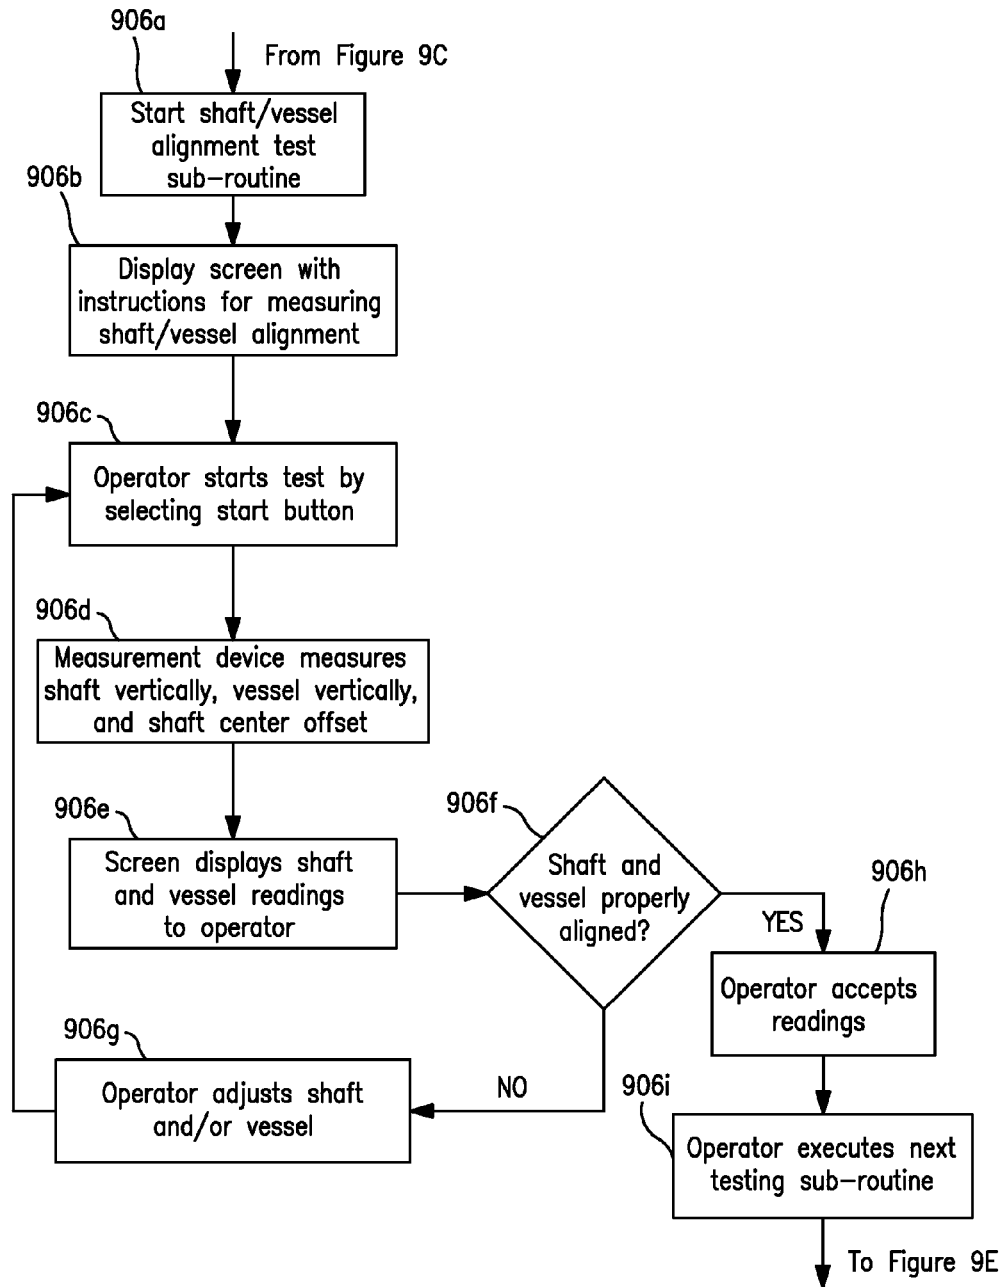 906a
From Figure 9C
Start shaft/vessel
alignment test
sub-routine
906b
Display screen with
instructions for measuring
shaft/vessel alignment
906c
Operator starts test by
selecting start button
906d
Measurement device measures
shaft vertically, vessel vertically,
and shaft center offset
906e
Screen displays shaft
and vessel readings
to operator
906f
Shaft and
vessel properly
aligned?
YES
906h
Operator accepts
readings
906g
Operator adjusts shaft
and/or vessel
NO
906i
Operator executes next
testing sub-routine
To Figure 9E